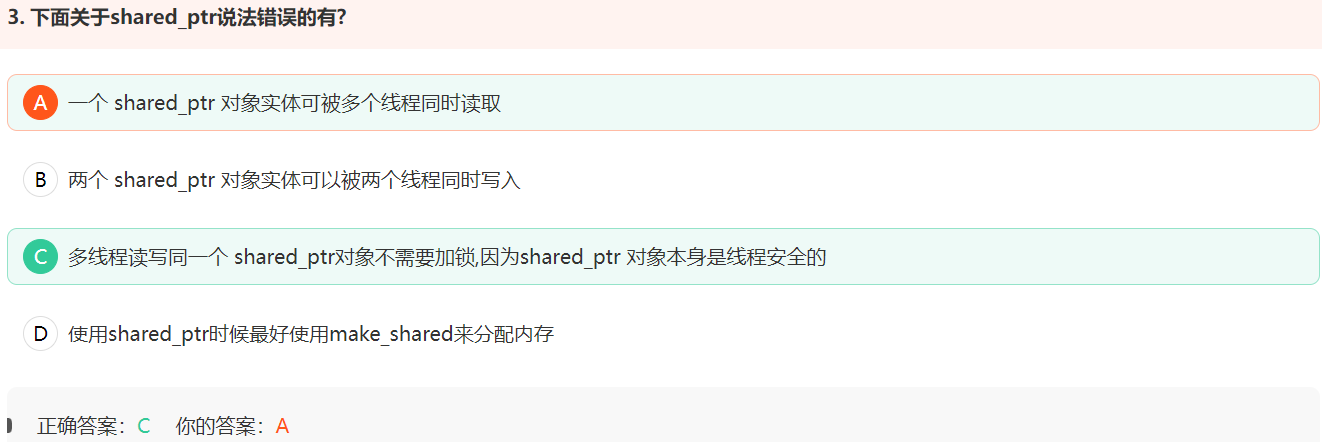 3. 下面关于shared_ptr说法错误的有?
A 一个 shared_ptr 对象实体可被多个线程同时读取
B 两个 shared_ptr 对象实体可以被两个线程同时写入
C 多线程读写同一个 shared_ptr对象不需要加锁,因为shared_ptr 对象本身是线程安全的
D 使用shared_ptr时候最好使用make_shared来分配内存
正确答案：C 你的答案：A